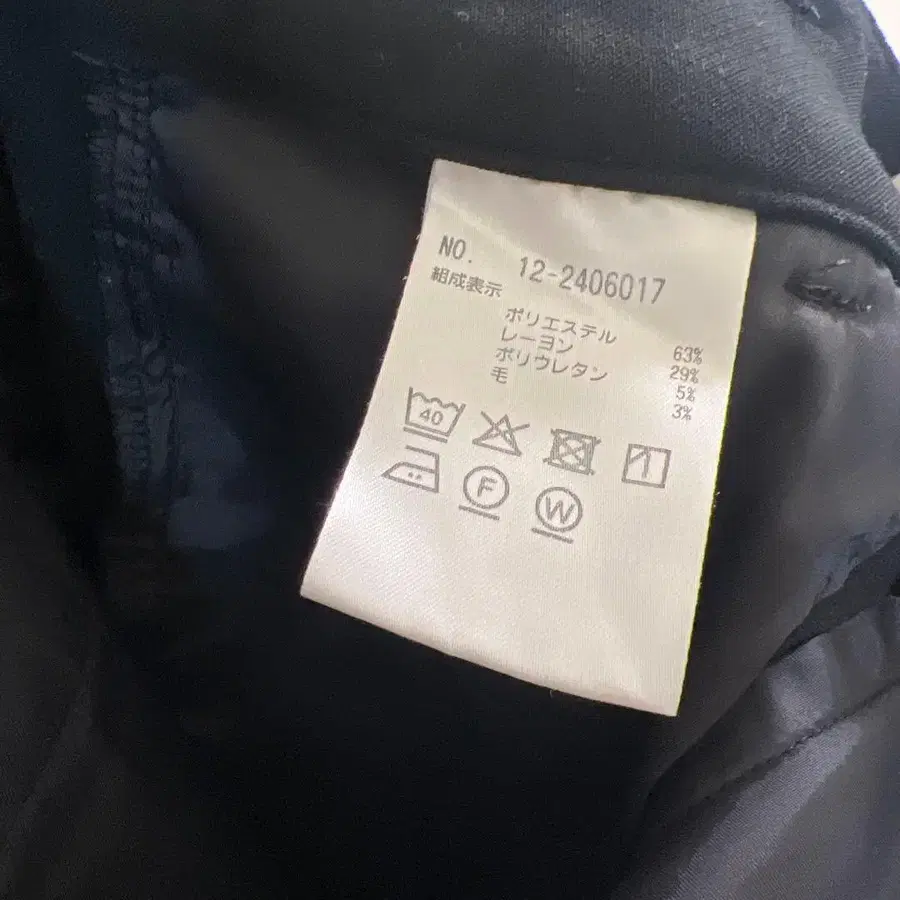 NO. 12-2406017
組成表示
ポリエステル 63%
レーヨン 29%
ポリウレタン 5%
毛 3%
40
F W